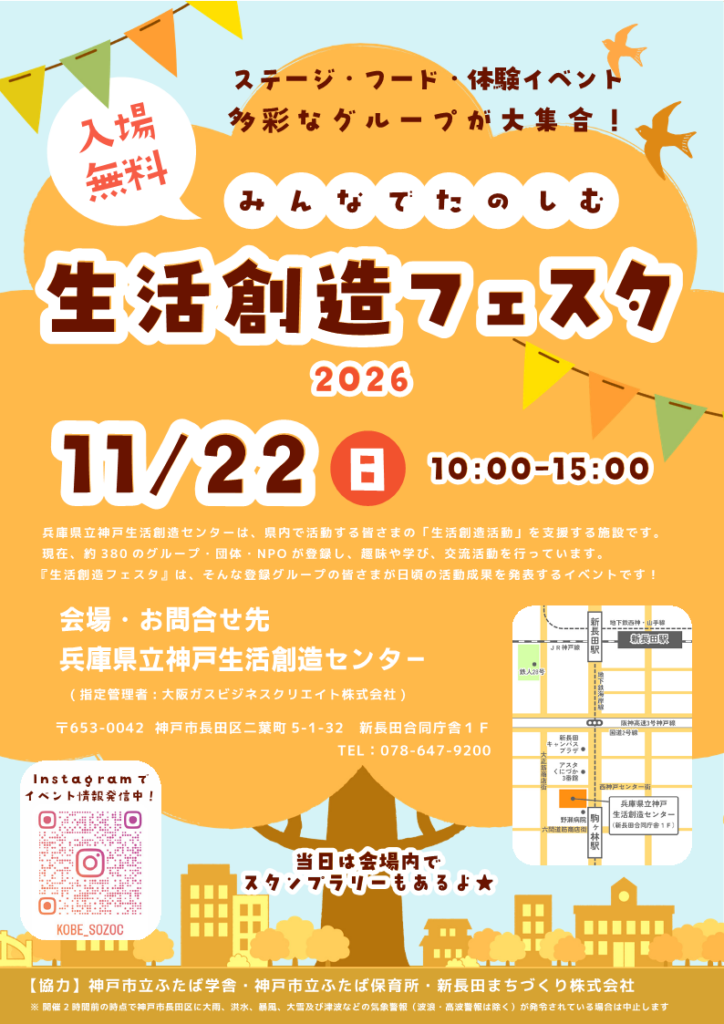 ステージ・フード・体験イベント
多彩なグループが大集合！
入場
無料
みんなでたのしむ
生活創造フェスタ
2026
11/22 日 10:00-15:00
兵庫県立神戸生活創造センターは、県内で活動する皆さまの「生活創造活動」を支援する施設です。
現在、約380のグループ・団体・NPOが登録し、趣味や学び、交流活動を行っています。
『生活創造フェスタ』は、そんな登録グループの皆さまが日頃の活動成果を発表するイベントです！
会場・お問合せ先
兵庫県立神戸生活創造センター
（指定管理者：大阪ガスビジネスクリエイト株式会社）
〒653-0042 神戸市長田区二葉町5-1-32 新長田合同庁舎１Ｆ
TEL：078-647-9200
新長田駅
地下鉄西神・山手線
新長田駅
ＪＲ神戸線
鉄人28号
地下鉄海岸線
阪神高速3号神戸線
国道2号線
新長田
キャンパス
プラザ
大正筋商店街
アスタ
くにづか
3番館
西神戸センター街
兵庫県立神戸
生活創造センター
（新長田合同庁舎１Ｆ）
野瀬病院
駒ヶ林駅
六間道筋商店街
Instagramで
イベント情報発信中！
KOBE_SOZOC
当日は会場内で
スタンプラリーもあるよ★
【協力】神戸市立ふたば学舎・神戸市立ふたば保育所・新長田まちづくり株式会社
※ 開催２時間前の時点で神戸市長田区に大雨、洪水、暴風、大雪及び津波などの気象警報（波浪・高波警報は除く）が発令されている場合は中止します